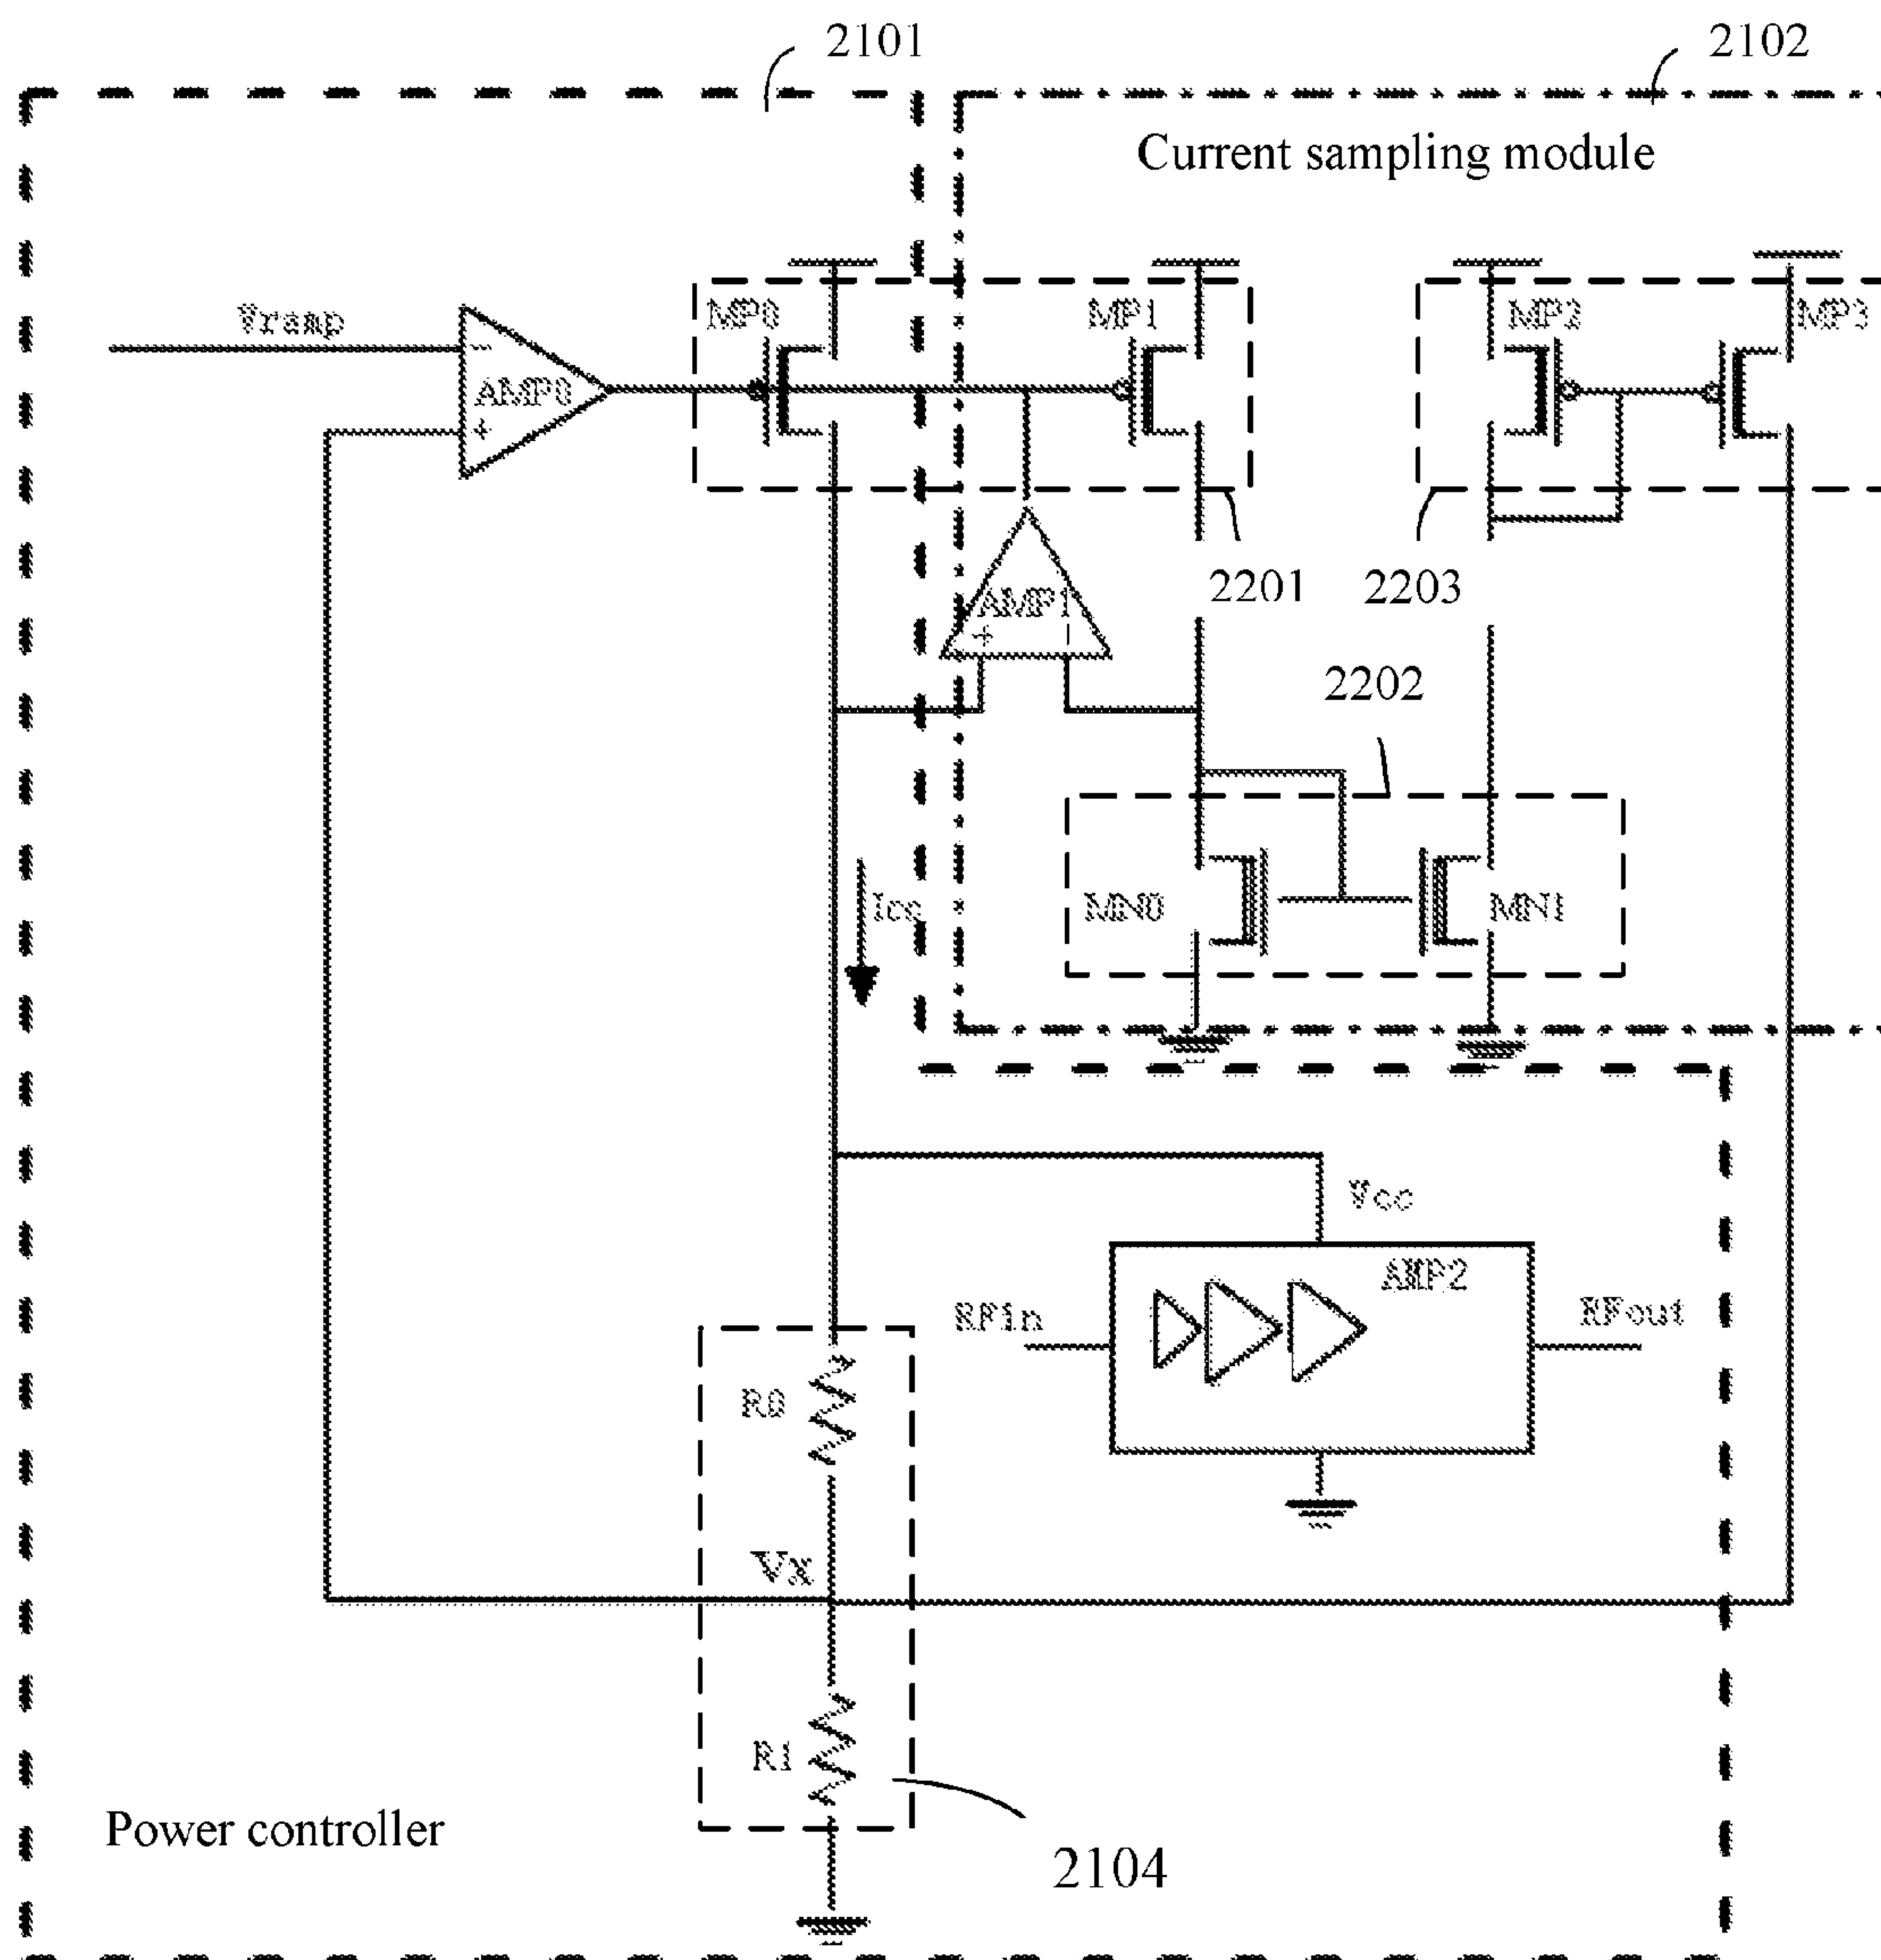 2101
2102
Current sampling module
Vramp
MP0
MP1
MP2
MP3
AMP0
-
+
2201
2203
AMP1
+
-
2202
Icc
MN0
MN1
Vcc
AMP2
RFin
RFout
R0
Vx
R1
Power controller
2104